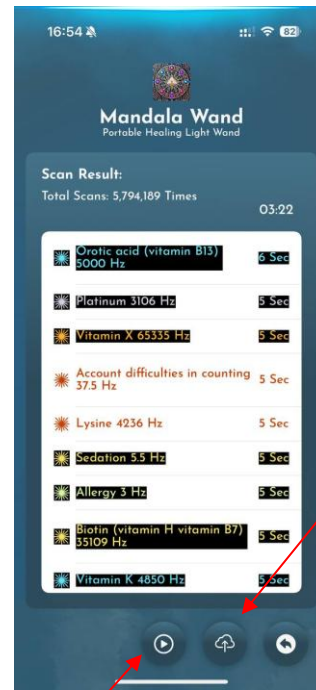 16:54
82
Mandala Wand
Portable Healing Light Wand
Scan Result:
Total Scans: 5,794,189 Times
03:22
Orotic acid (vitamin B13)
5000 Hz
6 Sec
Platinum 3106 Hz
5 Sec
Vitamin X 65335 Hz
5 Sec
Account difficulties in counting
37.5 Hz
5 Sec
Lysine 4236 Hz
5 Sec
Sedation 5.5 Hz
5 Sec
Allergy 3 Hz
5 Sec
Biotin (vitamin H vitamin B7)
35109 Hz
5 Sec
Vitamin K 4850 Hz
5 Sec